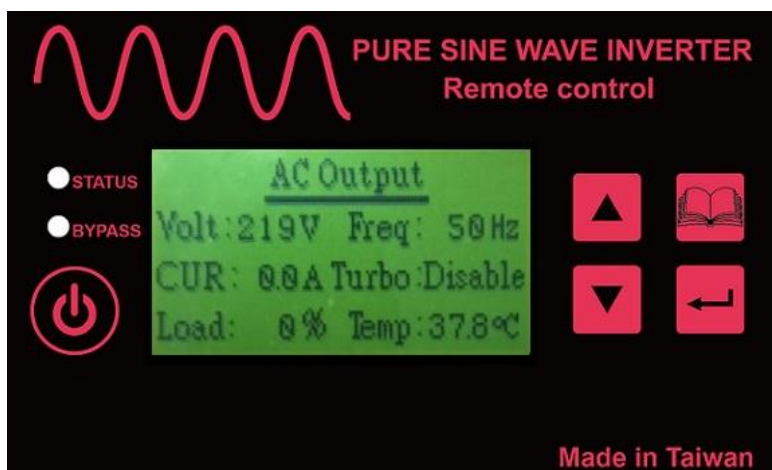 PURE SINE WAVE INVERTER
Remote control
STATUS
BYPASS
AC Output
Volt:219V Freq: 50Hz
CUR: 0.0A Turbo:Disable
Load: 0% Temp:37.8°C
Made in Taiwan